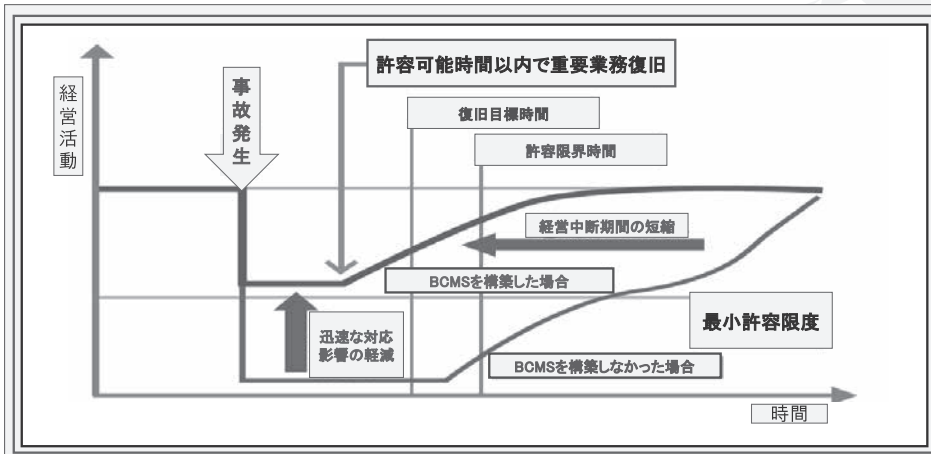 許容可能時間以内で重要業務復旧
経営活動
事故発生
復旧目標時間
許容限界時間
経営中断期間の短縮
BCMSを構築した場合
最小許容限度
迅速な対応
影響の軽減
BCMSを構築しなかった場合
時間